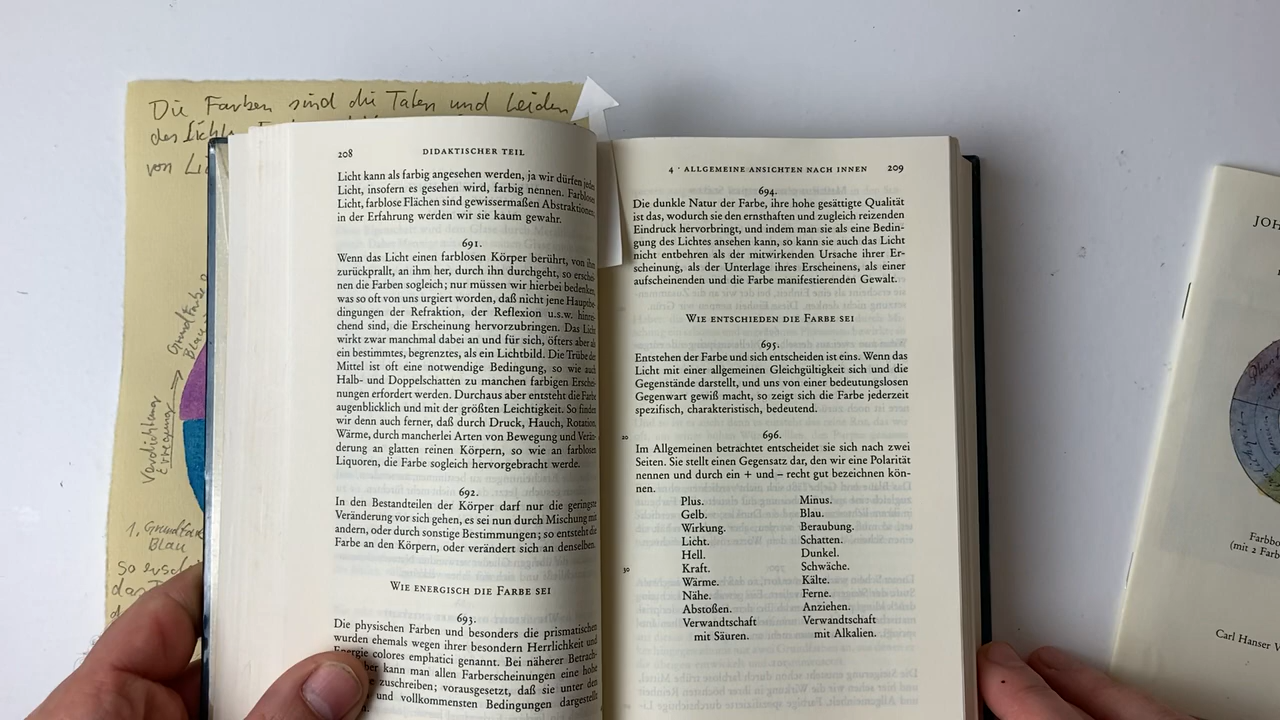 Die Farben sind die Taten und Leiden
des Lichts
von
Grundfarbe
Blau
Verdichtung
Erregung
1. Grundfarbe
Blau
so
208 DIDAKTISCHER TEIL
Licht kann als farbig angesehen werden, ja wir dürfen jedes
Licht, insofern es gesehen wird, farbig nennen. Farbloses
Licht, farblose Flächen sind gewissermaßen Abstraktionen,
in der Erfahrung werden wir sie kaum gewahr.
691.
Wenn das Licht einen farblosen Körper berührt, von ihm
zurückprallt, an ihm her, durch ihn durchgeht, so erschei-
nen die Farben sogleich; nur müssen wir hierbei bedenken,
was so oft von uns urgiert worden, daß nicht jene Hauptbe-
dingungen der Refraktion, der Reflexion u.s.w. hinrei-
chend sind, die Erscheinung hervorzubringen. Das Licht
wirkt zwar manchmal dabei an und für sich, öfters aber als
ein bestimmtes, begrenztes, als ein Lichtbild. Die Trübe der
Mittel ist oft eine notwendige Bedingung, so wie auch
Halb- und Doppelschatten zu manchen farbigen Erschei-
nungen erfordert werden. Durchaus aber entsteht die Farbe
augenblicklich und mit der größten Leichtigkeit. So finden
wir denn auch ferner, daß durch Druck, Hauch, Rotation,
Wärme, durch mancherlei Arten von Bewegung und Verän-
derung an glatten reinen Körpern, so wie an farblosen
Liquoren, die Farbe sogleich hervorgebracht werde.
692.
In den Bestandteilen der Körper darf nur die geringste
Veränderung vor sich gehen, es sei nun durch Mischung mit
andern, oder durch sonstige Bestimmungen; so entsteht die
Farbe an den Körpern, oder verändert sich an denselben.
WIE ENERGISCH DIE FARBE SEI
693.
Die physischen Farben und besonders die prismatischen
wurden ehemals wegen ihrer besondern Herrlichkeit und
Energie colores emphatici genannt. Bei näherer Betrach-
aber kann man allen Farberscheinungen eine hohe
zuschreiben; vorausgesetzt, daß sie unter den
und vollkommensten Bedingungen dargestellt
4 · ALLGEMEINE ANSICHTEN NACH INNEN 209
694.
Die dunkle Natur der Farbe, ihre hohe gesättigte Qualität
ist das, wodurch sie den ernsthaften und zugleich reizenden
Eindruck hervorbringt, und indem man sie als eine Bedin-
gung des Lichtes ansehen kann, so kann sie auch das Licht
nicht entbehren als der mitwirkenden Ursache ihrer Er-
scheinung, als der Unterlage ihres Erscheinens, als einer
aufscheinenden und die Farbe manifestierenden Gewalt.
WIE ENTSCHIEDEN DIE FARBE SEI
695.
Entstehen der Farbe und sich entscheiden ist eins. Wenn das
Licht mit einer allgemeinen Gleichgültigkeit sich und die
Gegenstände darstellt, und uns von einer bedeutungslosen
Gegenwart gewiß macht, so zeigt sich die Farbe jederzeit
spezifisch, charakteristisch, bedeutend.
20 696.
Im Allgemeinen betrachtet entscheidet sie sich nach zwei
Seiten. Sie stellt einen Gegensatz dar, den wir eine Polarität
nennen und durch ein + und – recht gut bezeichnen kön-
nen.
Plus. Minus.
Gelb. Blau.
Wirkung. Beraubung.
Licht. Schatten.
Hell. Dunkel.
30 Kraft. Schwäche.
Wärme. Kälte.
Nähe. Ferne.
Abstoßen. Anziehen.
Verwandtschaft Verwandtschaft
mit Säuren. mit Alkalien.
JOH
Farbbo
(mit 2 Farb
Carl Hanser V